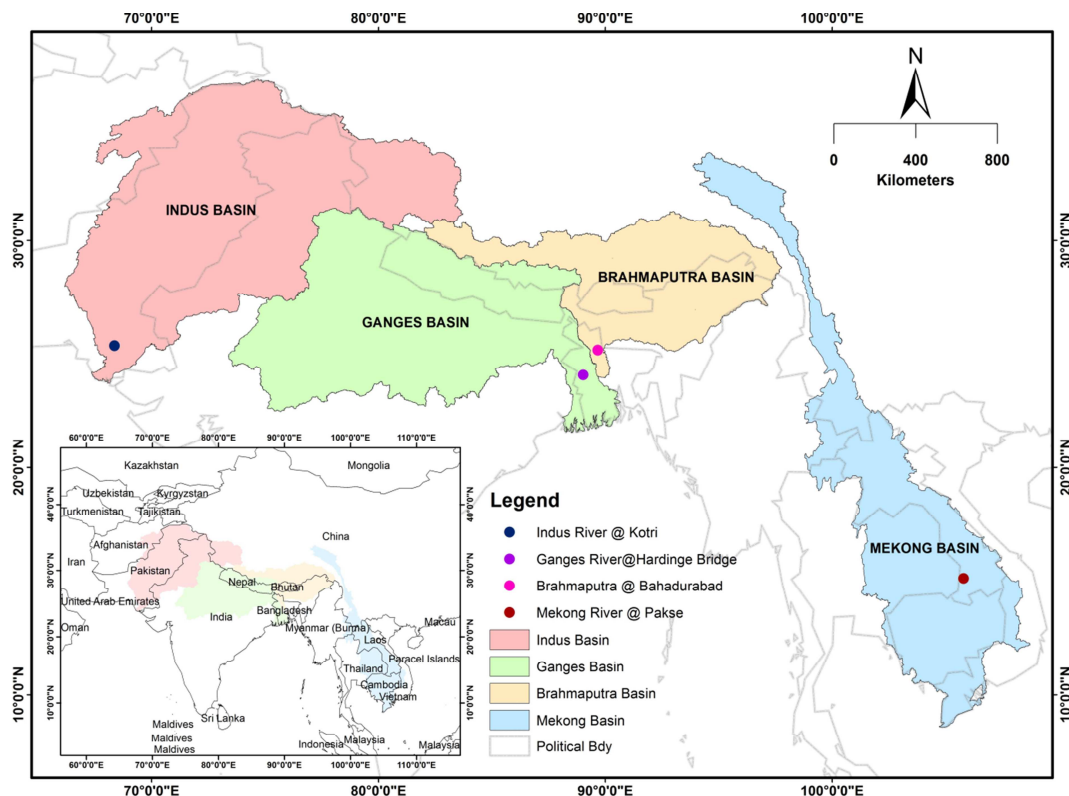 70°0'0"E 80°0'0"E 90°0'0"E 100°0'0"E
N
0 400 800
Kilometers
30°0'0"N
20°0'0"N
10°0'0"N
30°0'0"N
20°0'0"N
10°0'0"N
INDUS BASIN
BRAHMAPUTRA BASIN
GANGES BASIN
MEKONG BASIN
60°0'0"E 70°0'0"E 80°0'0"E 90°0'0"E 100°0'0"E 110°0'0"E
40°0'0"N
30°0'0"N
20°0'0"N
10°0'0"N
40°0'0"N
30°0'0"N
20°0'0"N
10°0'0"N
Kazakhstan
Mongolia
Uzbekistan
Kyrgyzstan
Turkmenistan
Tajikistan
China
Afghanistan
Iran
Pakistan
Nepal
Bhutan
United Arab Emirates
India
Bangladesh
Oman
Myanmar (Burma)
Macau
Laos
Paracel Islands
Thailand
Cambodia
Vietnam
Sri Lanka
Maldives
Maldives
Maldives
Indonesia
Malaysia
Malaysia
60°0'0"E 70°0'0"E 80°0'0"E 90°0'0"E 100°0'0"E 110°0'0"E
Legend
Indus River @ Kotri
Ganges River@Hardinge Bridge
Brahmaputra @ Bahadurabad
Mekong River @ Pakse
Indus Basin
Ganges Basin
Brahmaputra Basin
Mekong Basin
Political Bdy
70°0'0"E 80°0'0"E 90°0'0"E 100°0'0"E